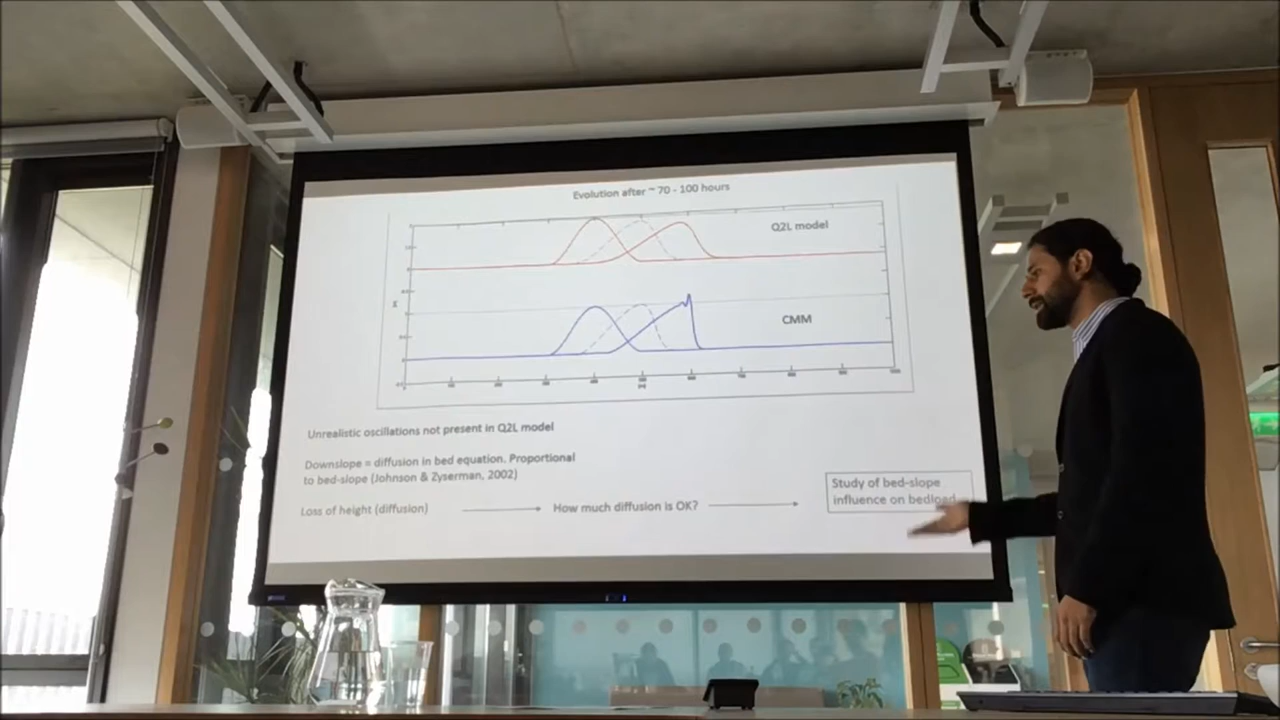 Evolution after ~ 70 - 100 hours
Q2L model
CMM
Unrealistic oscillations not present in Q2L model
Downslope = diffusion in bed equation. Proportional
to bed-slope (Johnson & Zyserman, 2002)
Loss of height (diffusion)
How much diffusion is OK?
Study of bed-slope
influence on bedload